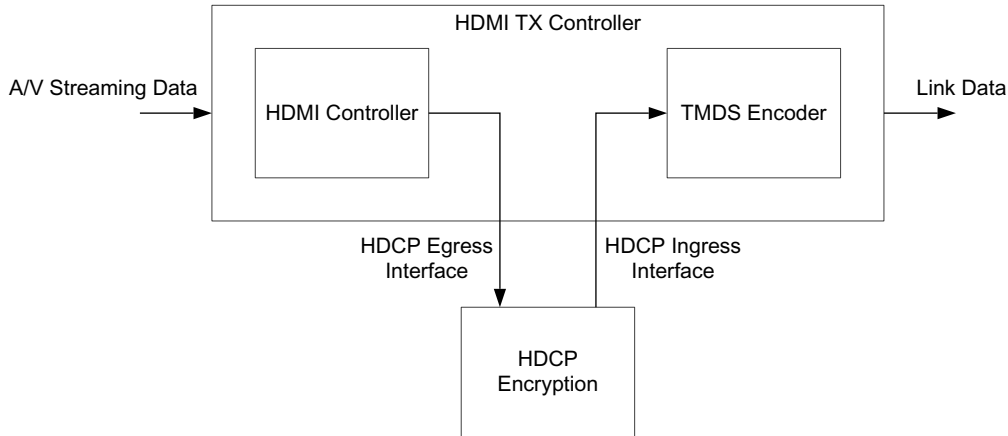 HDMI TX Controller
A/V Streaming Data
HDMI Controller
TMDS Encoder
Link Data
HDCP Egress
Interface
HDCP Ingress
Interface
HDCP
Encryption